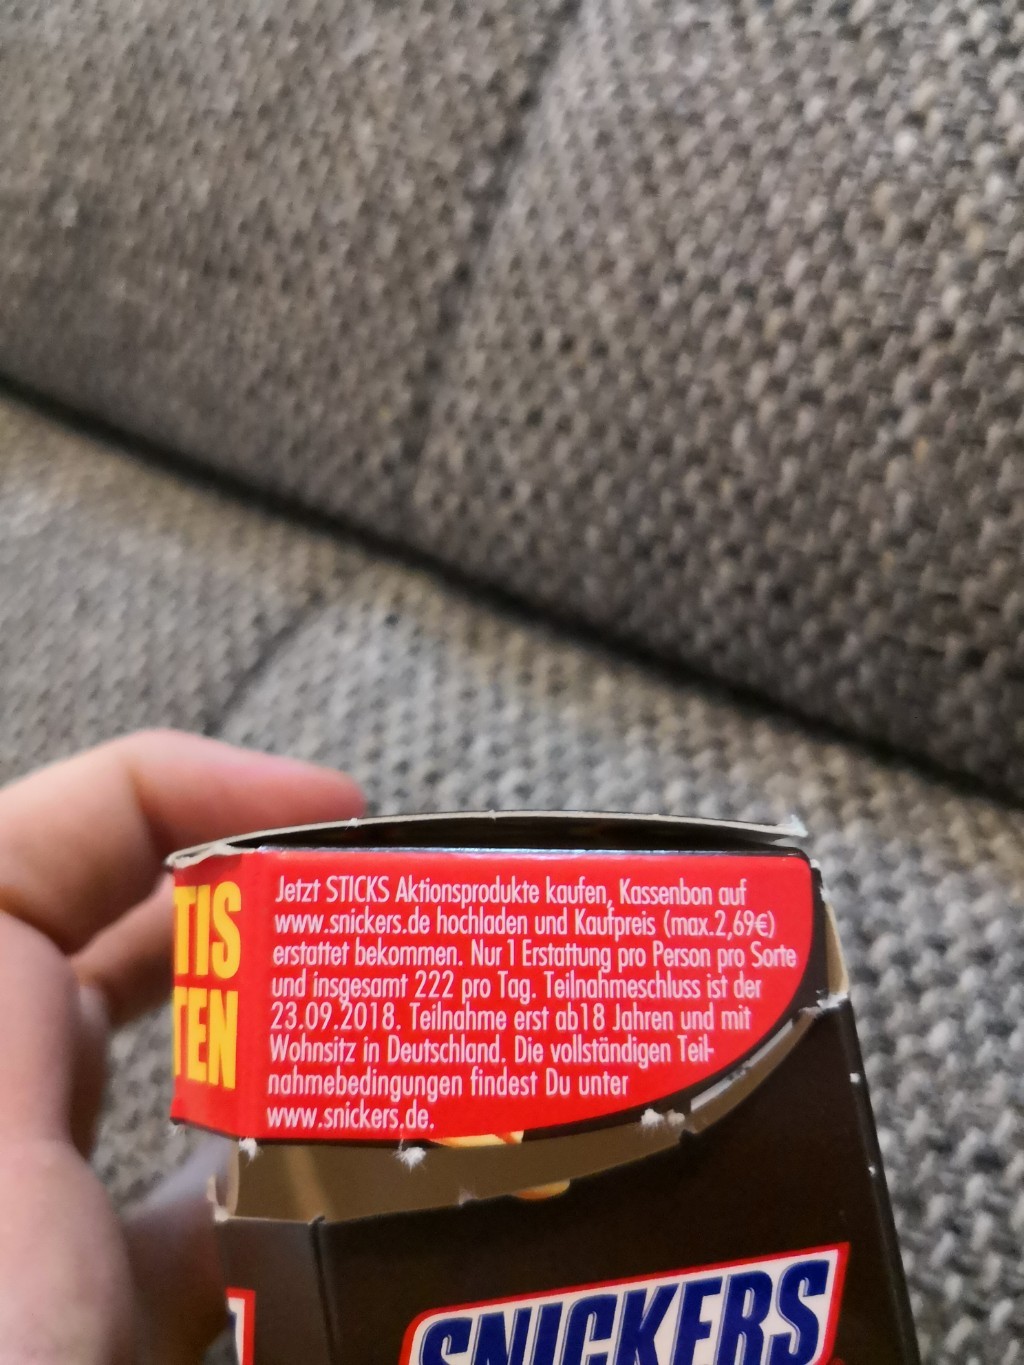 TIS
TEN
Jetzt STICKS Aktionsprodukte kaufen, Kassenbon auf
www.snickers.de hochladen und Kaufpreis (max.2,69€)
erstattet bekommen. Nur 1 Erstattung pro Person pro Sorte
und insgesamt 222 pro Tag. Teilnahmeschluss ist der
23.09.2018. Teilnahme erst ab18 Jahren und mit
Wohnsitz in Deutschland. Die vollständigen Teil-
nahmebedingungen findest Du unter
www.snickers.de.
SNICKERS